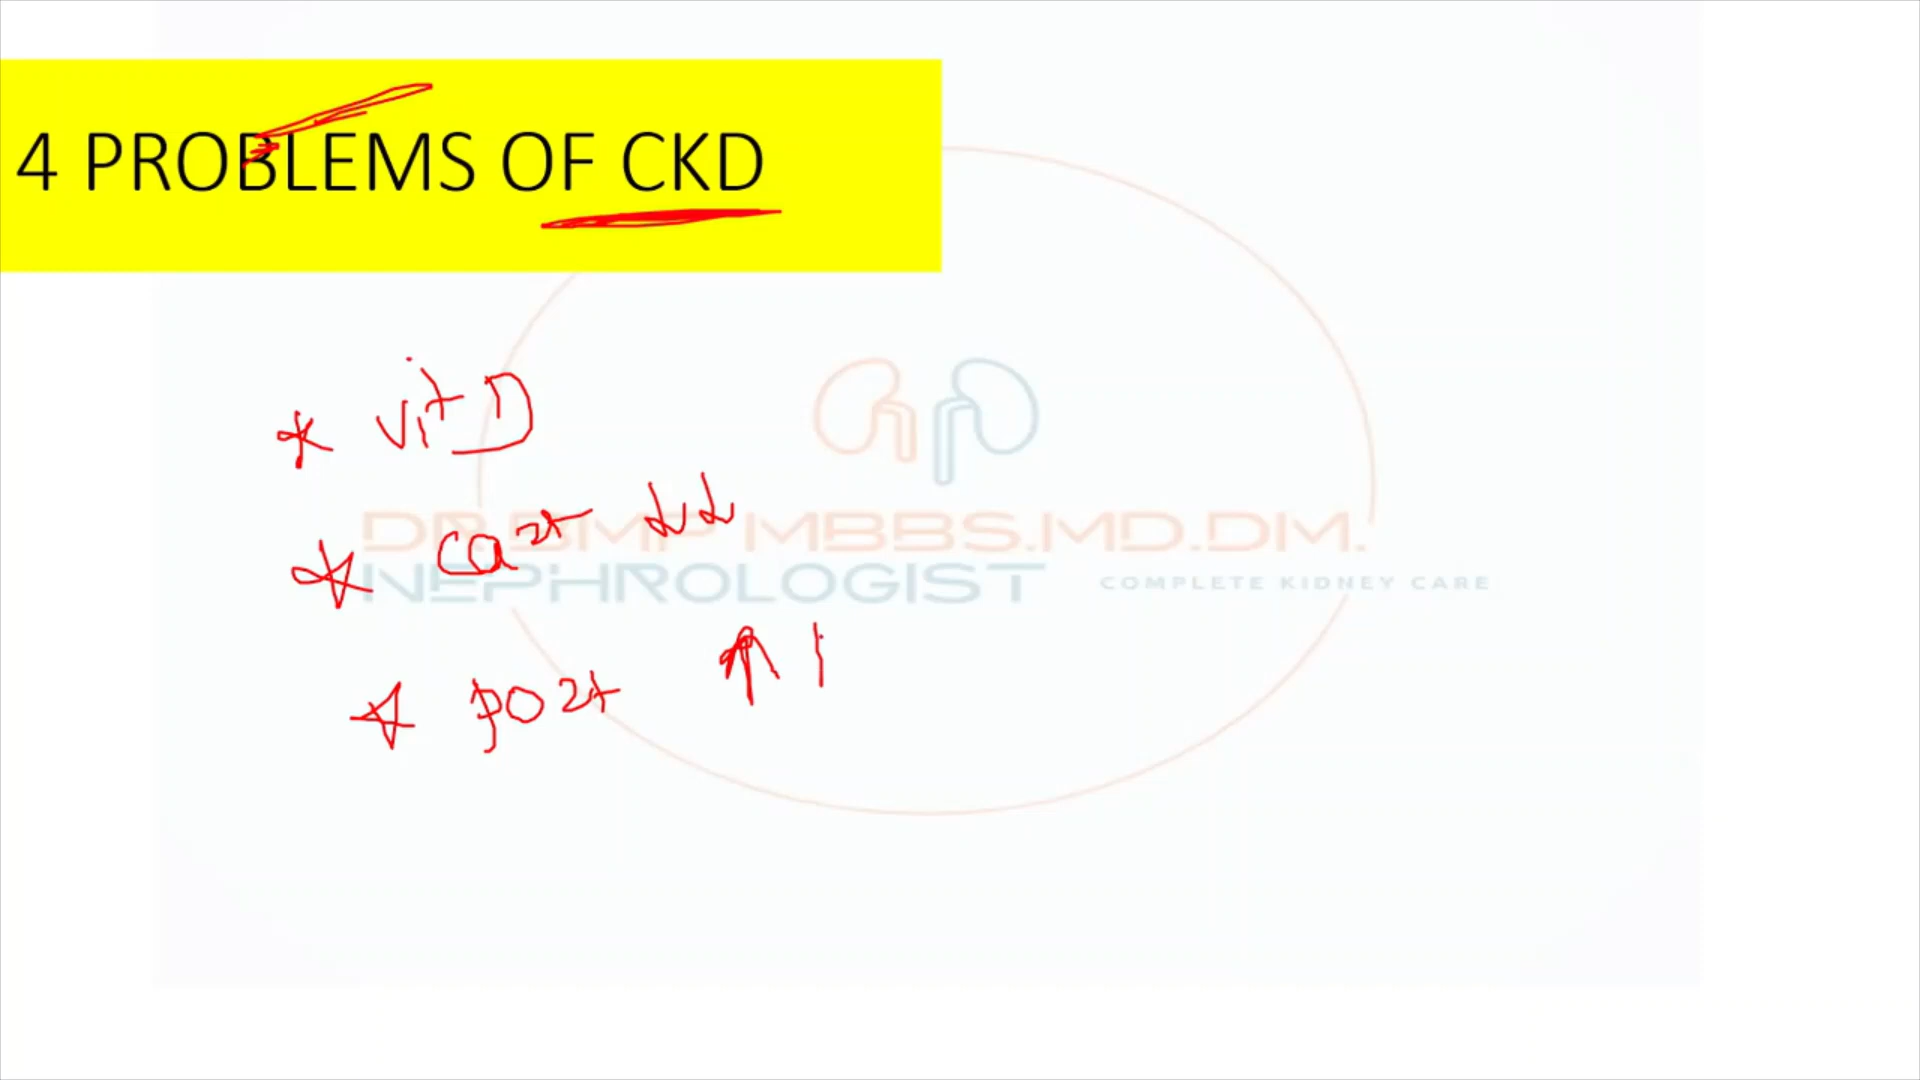 4 PROBLEMS OF CKD
* Vit D
* Ca2+ ↓↓
DR.BMP MBBS.MD.DM.
NEPHROLOGIST COMPLETE KIDNEY CARE
* PO2+ ↑